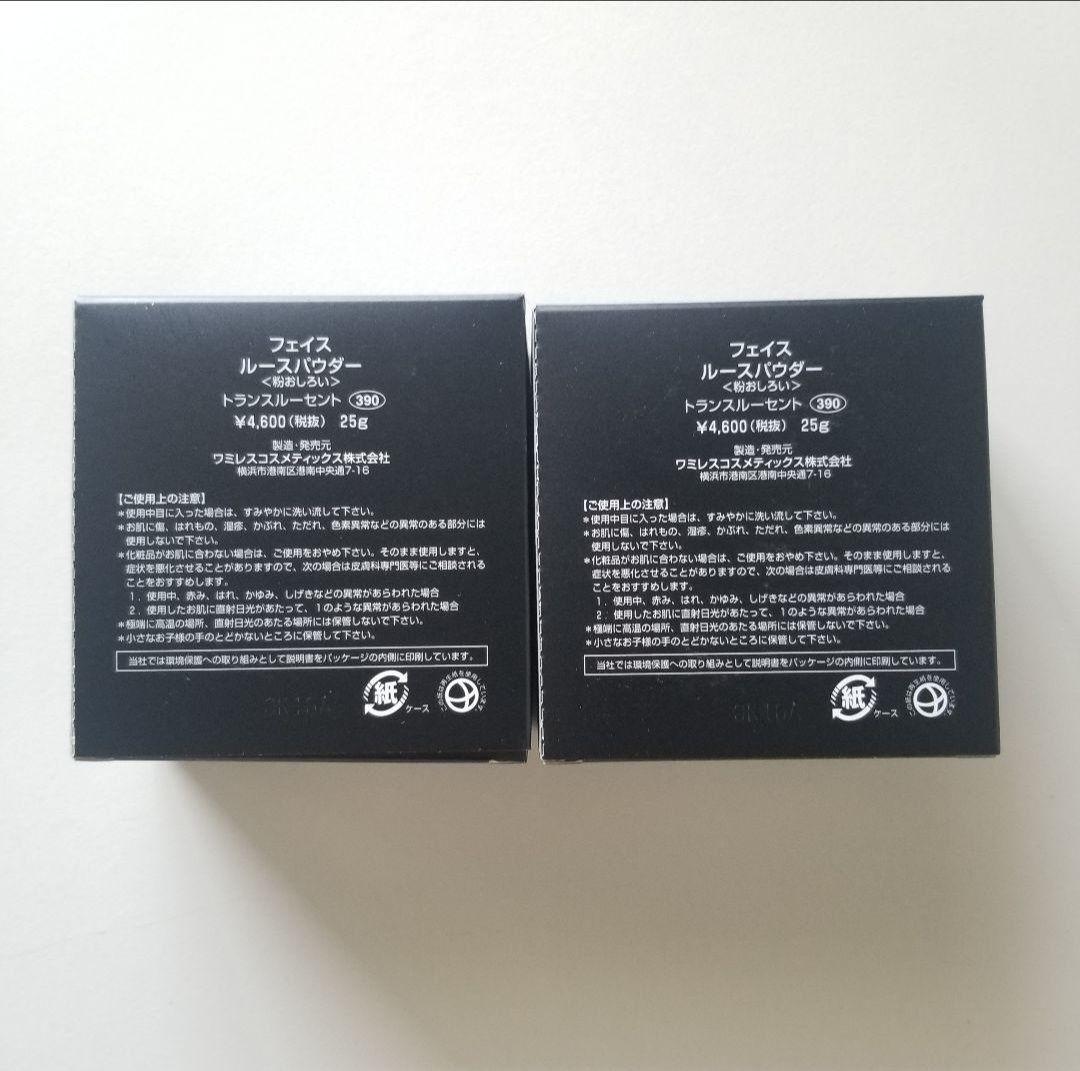 フェイス
ルースパウダー
＜粉おしろい＞
トランスルーセント 390
¥4,600（税抜） 25g
製造・発売元
ワミレスコスメティックス株式会社
横浜市港南区港南中央通7-16
【ご使用上の注意】
＊使用中目に入った場合は、すみやかに洗い流して下さい。
＊お肌に傷、はれもの、湿疹、かぶれ、ただれ、色素異常などの異常のある部分には
使用しないで下さい。
＊化粧品がお肌に合わない場合は、ご使用をおやめ下さい。そのまま使用しますと、
症状を悪化させることがありますので、次の場合は皮膚科専門医等にご相談される
ことをおすすめします。
1．使用中、赤み、はれ、かゆみ、しげきなどの異常があらわれた場合
2．使用したお肌に直射日光があたって、1のような異常があらわれた場合
＊極端に高温の場所、直射日光のあたる場所には保管しないで下さい。
＊小さなお子様の手のとどかないところに保管して下さい。
当社では環境保護への取り組みとして説明書をパッケージの内側に印刷しています。
紙 ケース
この紙は再生紙を使用しています。
フェイス
ルースパウダー
＜粉おしろい＞
トランスルーセント 390
¥4,600（税抜） 25g
製造・発売元
ワミレスコスメティックス株式会社
横浜市港南区港南中央通7-16
【ご使用上の注意】
＊使用中目に入った場合は、すみやかに洗い流して下さい。
＊お肌に傷、はれもの、湿疹、かぶれ、ただれ、色素異常などの異常のある部分には
使用しないで下さい。
＊化粧品がお肌に合わない場合は、ご使用をおやめ下さい。そのまま使用しますと、
症状を悪化させることがありますので、次の場合は皮膚科専門医等にご相談される
ことをおすすめします。
1．使用中、赤み、はれ、かゆみ、しげきなどの異常があらわれた場合
2．使用したお肌に直射日光があたって、1のような異常があらわれた場合
＊極端に高温の場所、直射日光のあたる場所には保管しないで下さい。
＊小さなお子様の手のとどかないところに保管して下さい。
当社では環境保護への取り組みとして説明書をパッケージの内側に印刷しています。
紙 ケース
この紙は再生紙を使用しています。